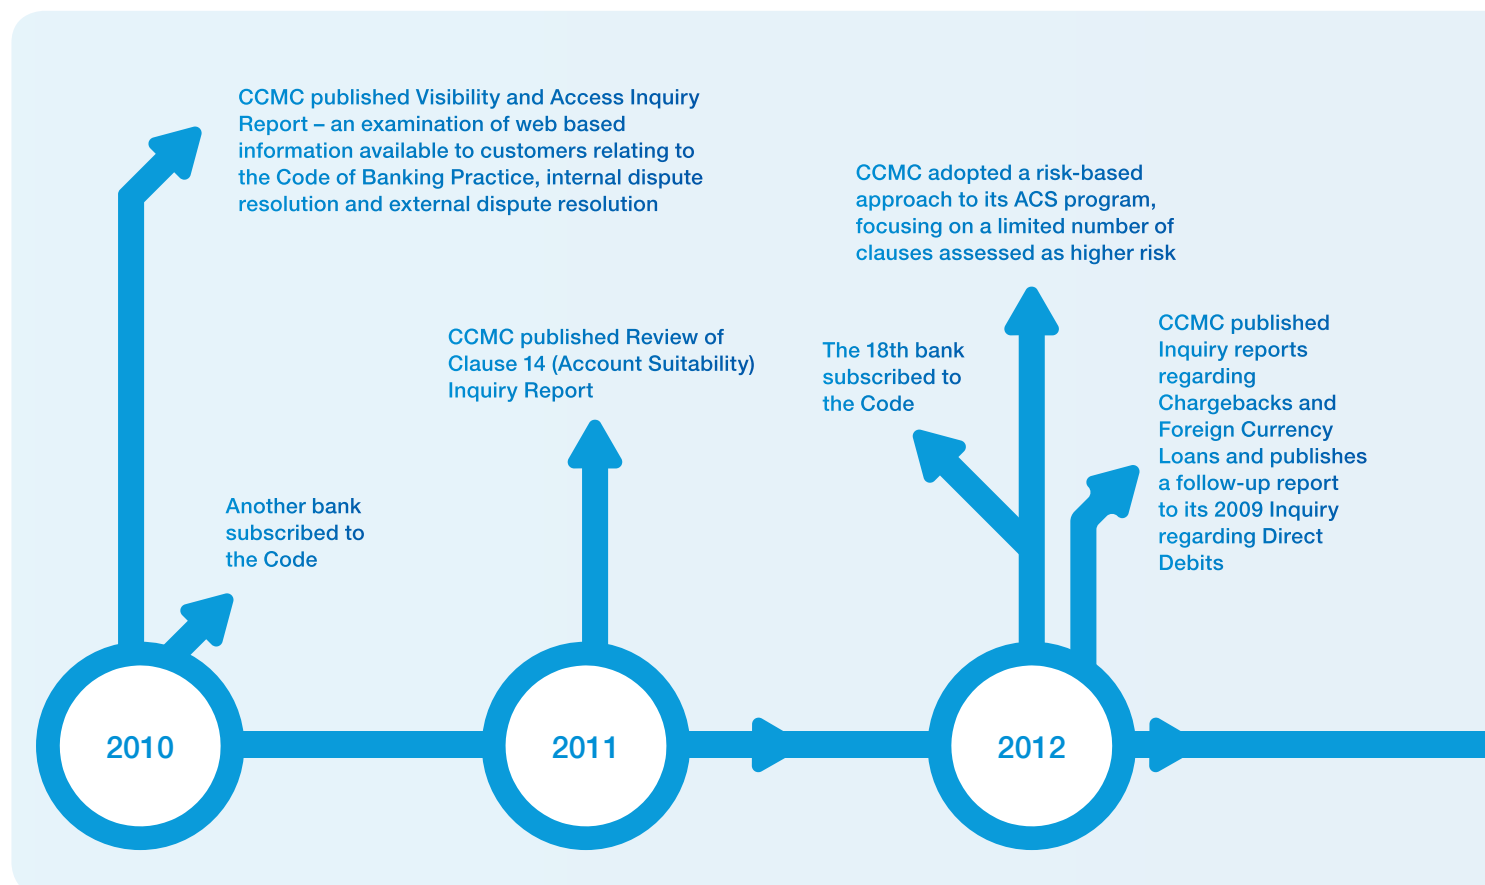 CCMC published Visibility and Access Inquiry
Report – an examination of web based
information available to customers relating to
the Code of Banking Practice, internal dispute
resolution and external dispute resolution
Another bank
subscribed to
the Code
2010
CCMC published Review of
Clause 14 (Account Suitability)
Inquiry Report
2011
CCMC adopted a risk-based
approach to its ACS program,
focusing on a limited number of
clauses assessed as higher risk
The 18th bank
subscribed to
the Code
CCMC published
Inquiry reports
regarding
Chargebacks and
Foreign Currency
Loans and publishes
a follow-up report
to its 2009 Inquiry
regarding Direct
Debits
2012